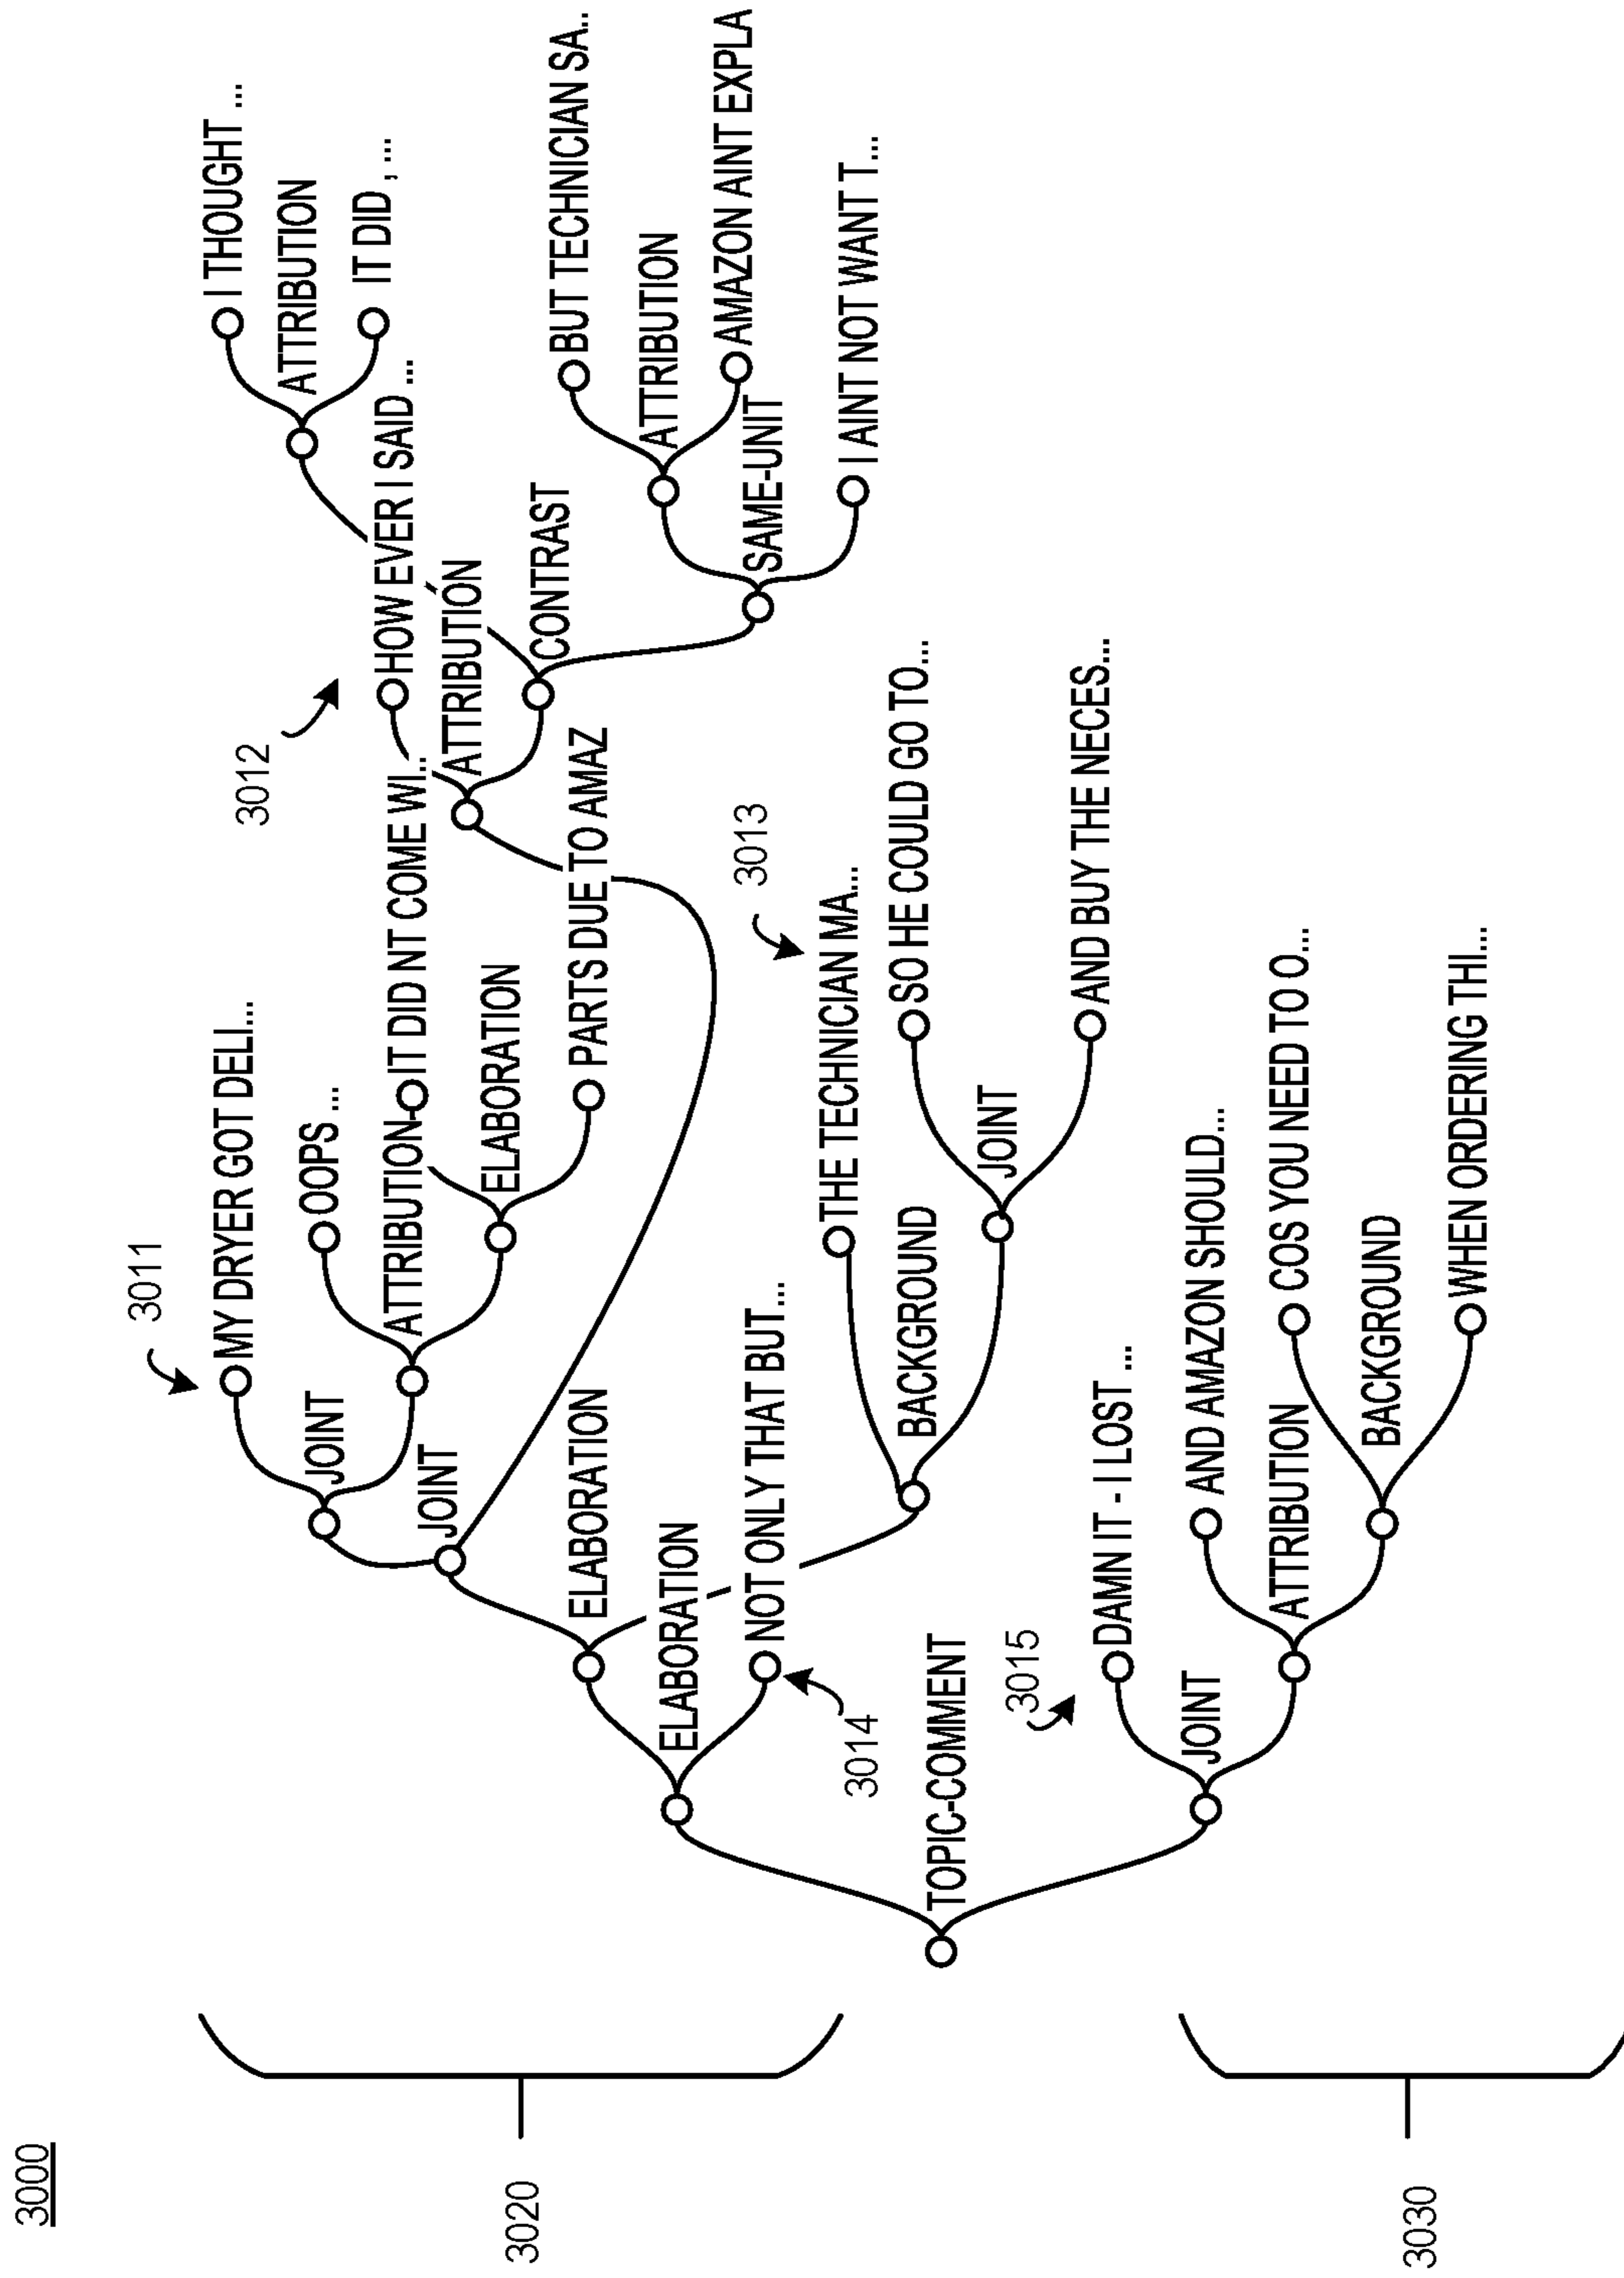 3000
3020
3030
TOPIC-COMMENT
ELABORATION
ELABORATION
JOINT
JOINT
3011
MY DRYER GOT DELI...
OOPS ...
ATTRIBUTION
IT DID NT COME WI...
ELABORATION
PARTS DUE TO AMAZ
3012
HOW EVER I SAID ...
ATTRIBUTION
I THOUGHT ...
ATTRIBUTION
IT DID , ...
CONTRAST
BUT TECHNICIAN SA..
ATTRIBUTION
AMAZON AINT EXPLA
SAME-UNIT
I AINT NOT WANT T...
3013
THE TECHNICIAN MA...
BACKGROUND
SO HE COULD GO TO...
JOINT
AND BUY THE NECES...
NOT ONLY THAT BUT...
3014
3015
DAMN IT - I LOST ...
JOINT
AND AMAZON SHOULD...
ATTRIBUTION
COS YOU NEED TO O...
BACKGROUND
WHEN ORDERING THI...